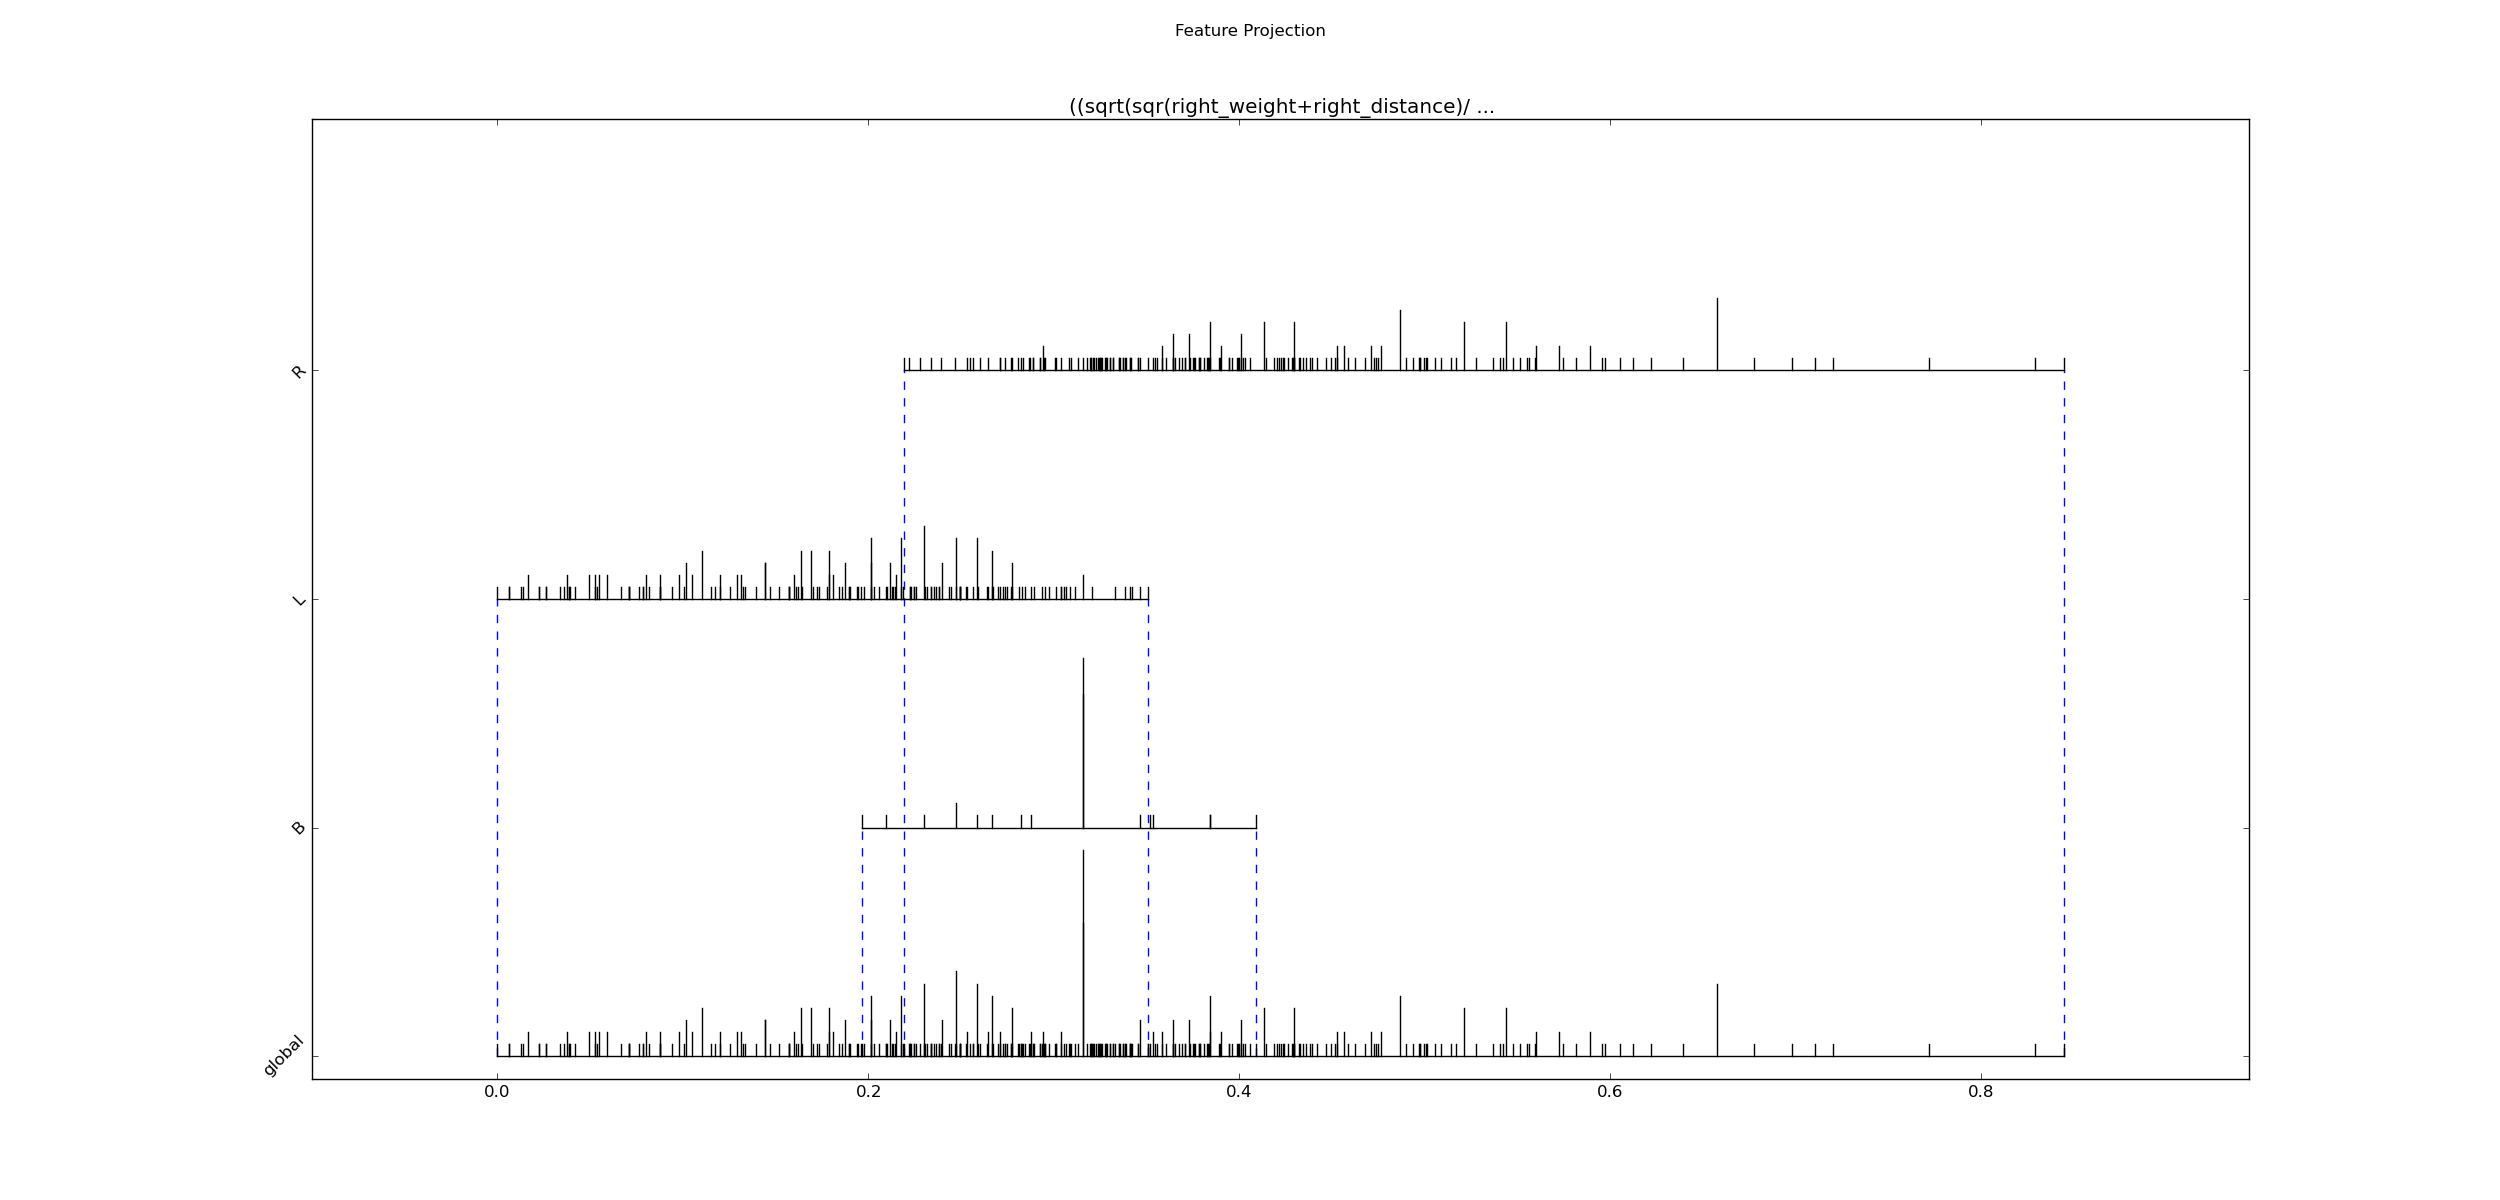 Feature Projection
((sqrt(sqr(right_weight+right_distance)/ ...
R
L
B
global
0.0 0.2 0.4 0.6 0.8